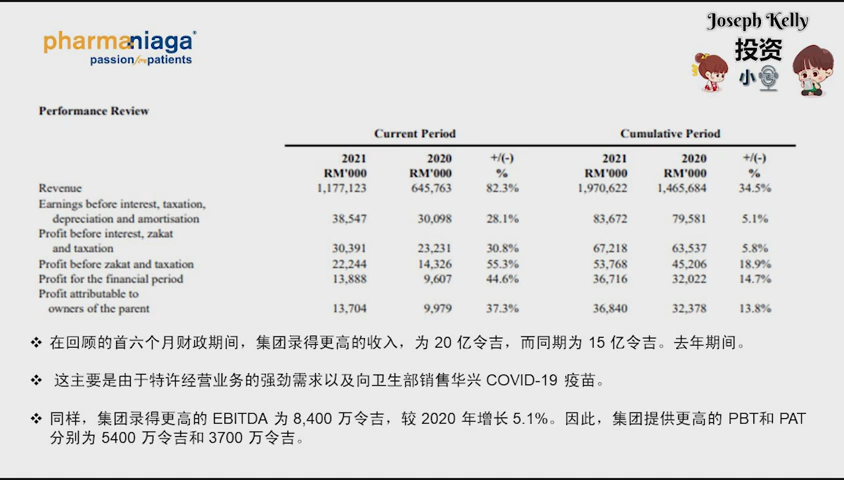 pharmaniaga
passion for patients
Joseph Kelly
投资
小
Performance Review
Current Period Cumulative Period
2021 2020 +/(-) 2021 2020 +/(-)
RM'000 RM'000 % RM'000 RM'000 %
Revenue 1,177,123 645,763 82.3% 1,970,622 1,465,684 34.5%
Earnings before interest, taxation,
depreciation and amortisation 38,547 30,098 28.1% 83,672 79,581 5.1%
Profit before interest, zakat
and taxation 30,391 23,231 30.8% 67,218 63,537 5.8%
Profit before zakat and taxation 22,244 14,326 55.3% 53,768 45,206 18.9%
Profit for the financial period 13,888 9,607 44.6% 36,716 32,022 14.7%
Profit attributable to
owners of the parent 13,704 9,979 37.3% 36,840 32,378 13.8%
❖ 在回顾的首六个月财政期间，集团录得更高的收入，为 20 亿令吉，而同期为 15 亿令吉。去年期间。
❖ 这主要是由于特许经营业务的强劲需求以及向卫生部销售华兴 COVID-19 疫苗。
❖ 同样，集团录得更高的 EBITDA 为 8,400 万令吉，较 2020 年增长 5.1%。因此，集团提供更高的 PBT和 PAT
分别为 5400 万令吉和 3700 万令吉。